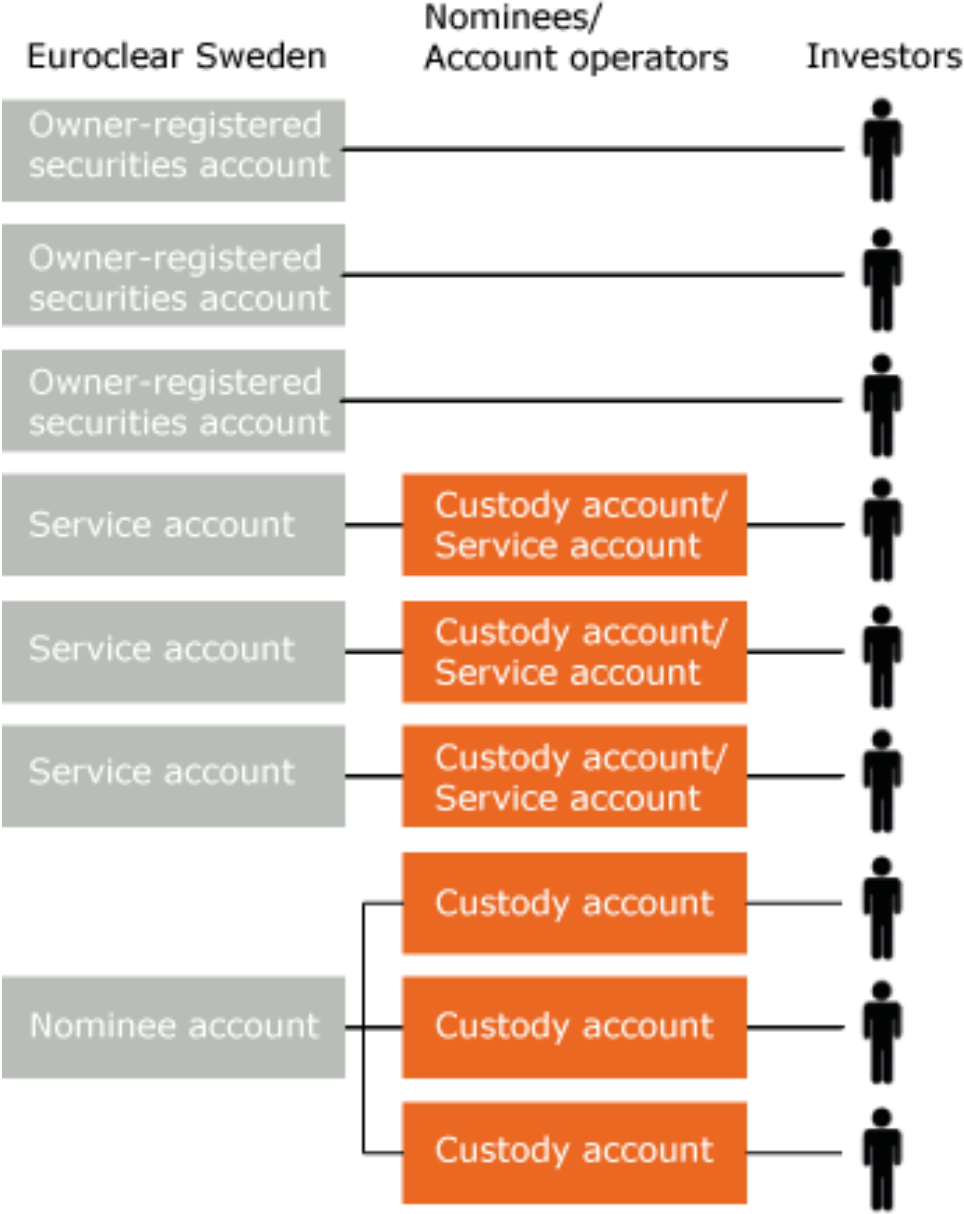 Euroclear Sweden
Nominees/
Account operators
Investors
Owner-registered
securities account
Owner-registered
securities account
Owner-registered
securities account
Service account
Custody account/
Service account
Service account
Custody account/
Service account
Service account
Custody account/
Service account
Custody account
Nominee account
Custody account
Custody account